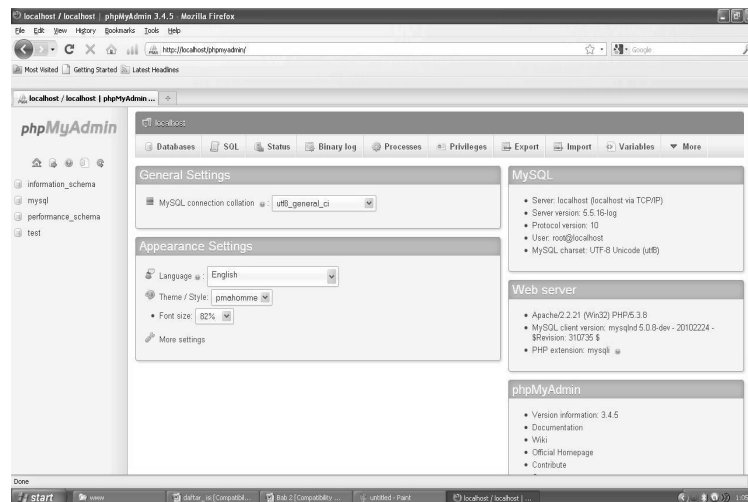 localhost / localhost | phpMyAdmin 3.4.5 - Mozilla Firefox
File Edit View History Bookmarks Tools Help
http://localhost/phpmyadmin/
Google
Most Visited Getting Started Latest Headlines
localhost / localhost | phpMyAdmin ...
phpMyAdmin
information_schema
mysql
performance_schema
test
localhost
Databases SQL Status Binary log Processes Privileges Export Import Variables More
General Settings
MySQL connection collation : utf8_general_ci
Appearance Settings
Language : English
Theme / Style: pmahomme
Font size: 82%
More settings
MySQL
Server: localhost (localhost via TCP/IP)
Server version: 5.5.16-log
Protocol version: 10
User: root@localhost
MySQL charset: UTF-8 Unicode (utf8)
Web server
Apache/2.2.21 (Win32) PHP/5.3.8
MySQL client version: mysqlnd 5.0.8-dev - 20102224 -
$Revision: 310735 $
PHP extension: mysqli
phpMyAdmin
Version information: 3.4.5
Documentation
Wiki
Official Homepage
Contribute
Done
start www daftar_isi [Compatibil... Bab 2 [Compatibility ... untitled - Paint localhost / localhost | ...